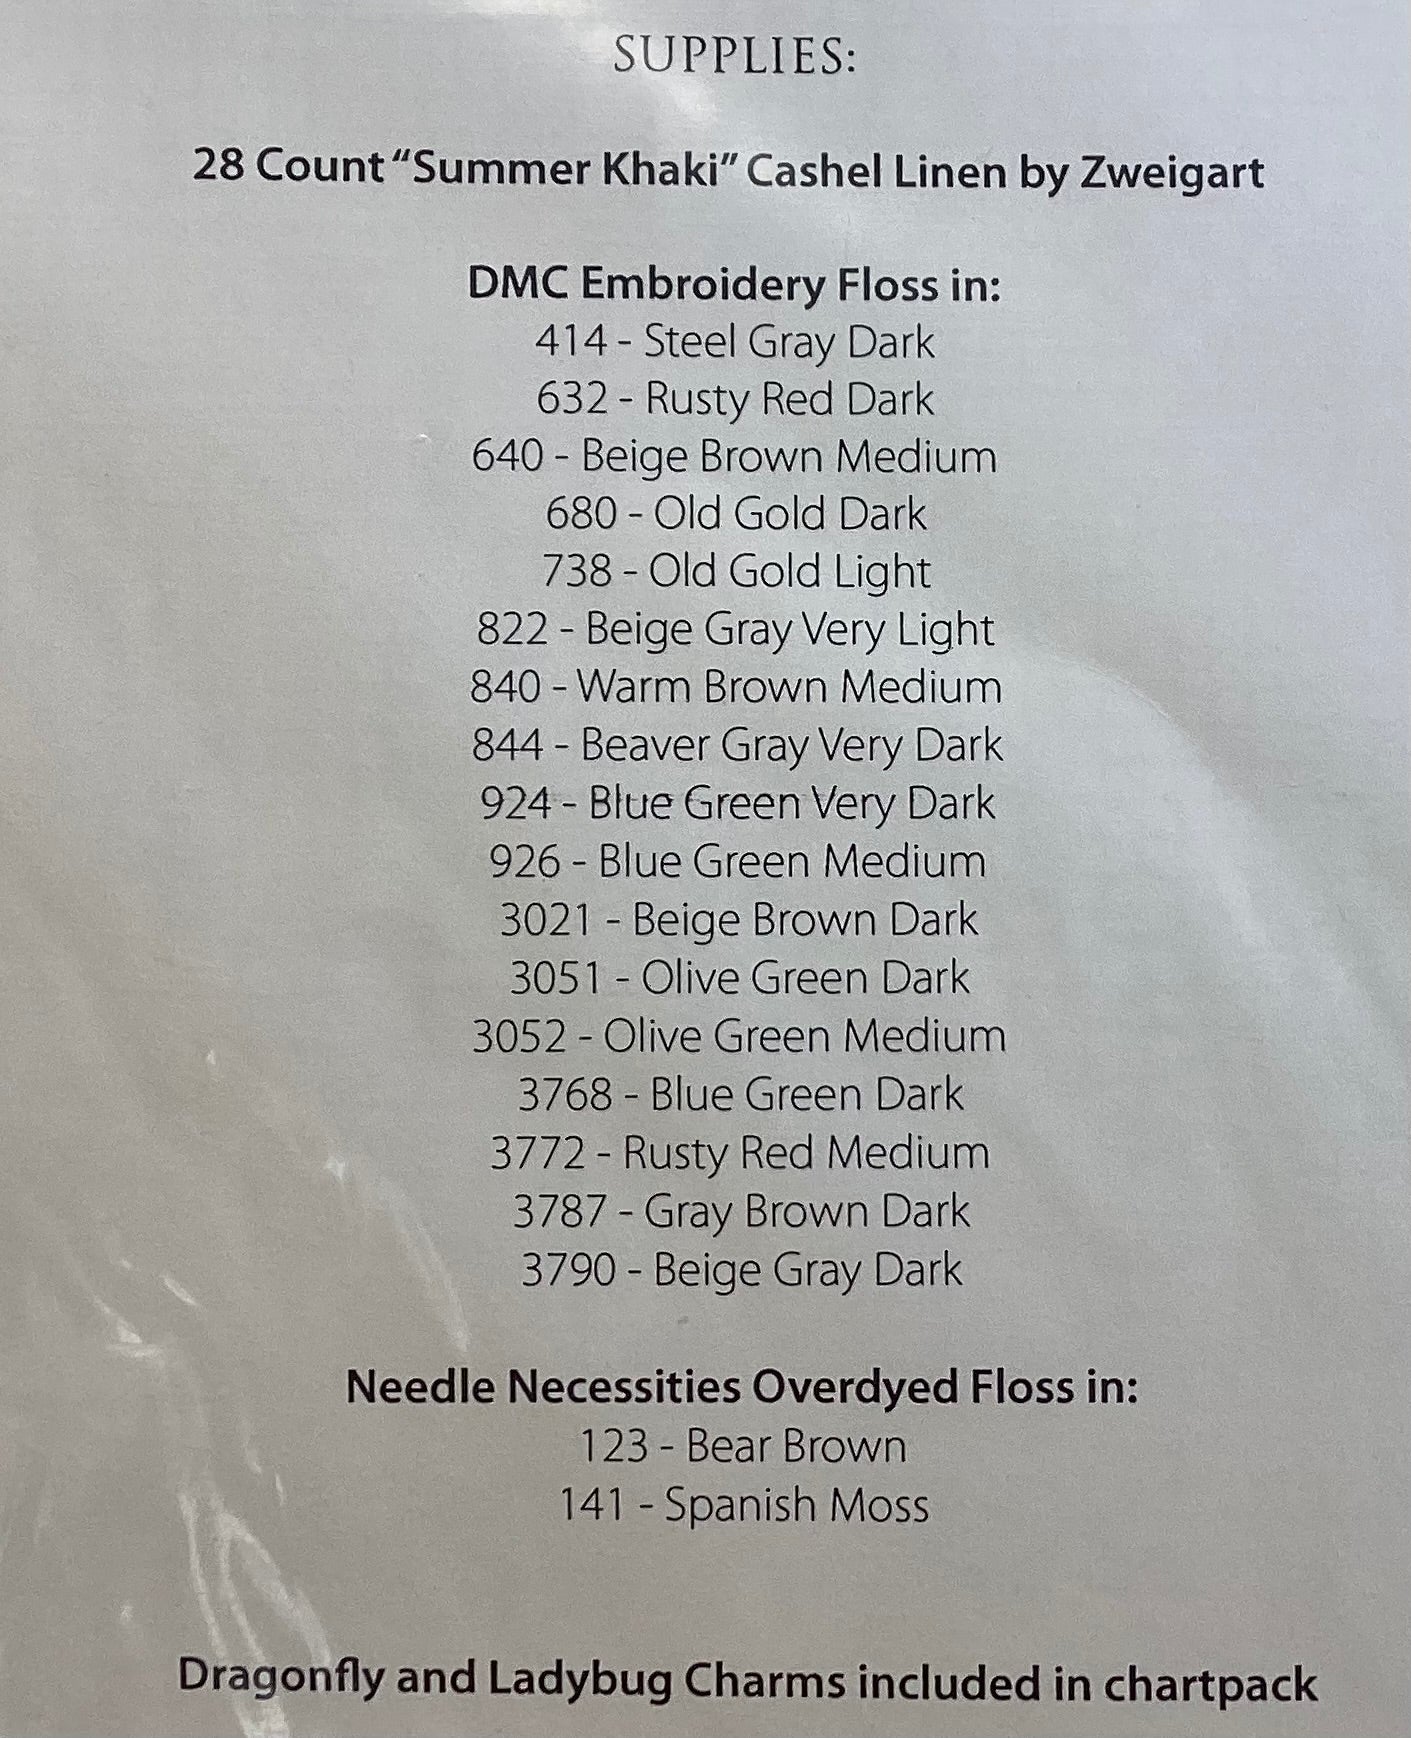 SUPPLIES:
28 Count “Summer Khaki” Cashel Linen by Zweigart
DMC Embroidery Floss in:
414 - Steel Gray Dark
632 - Rusty Red Dark
640 - Beige Brown Medium
680 - Old Gold Dark
738 - Old Gold Light
822 - Beige Gray Very Light
840 - Warm Brown Medium
844 - Beaver Gray Very Dark
924 - Blue Green Very Dark
926 - Blue Green Medium
3021 - Beige Brown Dark
3051 - Olive Green Dark
3052 - Olive Green Medium
3768 - Blue Green Dark
3772 - Rusty Red Medium
3787 - Gray Brown Dark
3790 - Beige Gray Dark
Needle Necessities Overdyed Floss in:
123 - Bear Brown
141 - Spanish Moss
Dragonfly and Ladybug Charms included in chartpack